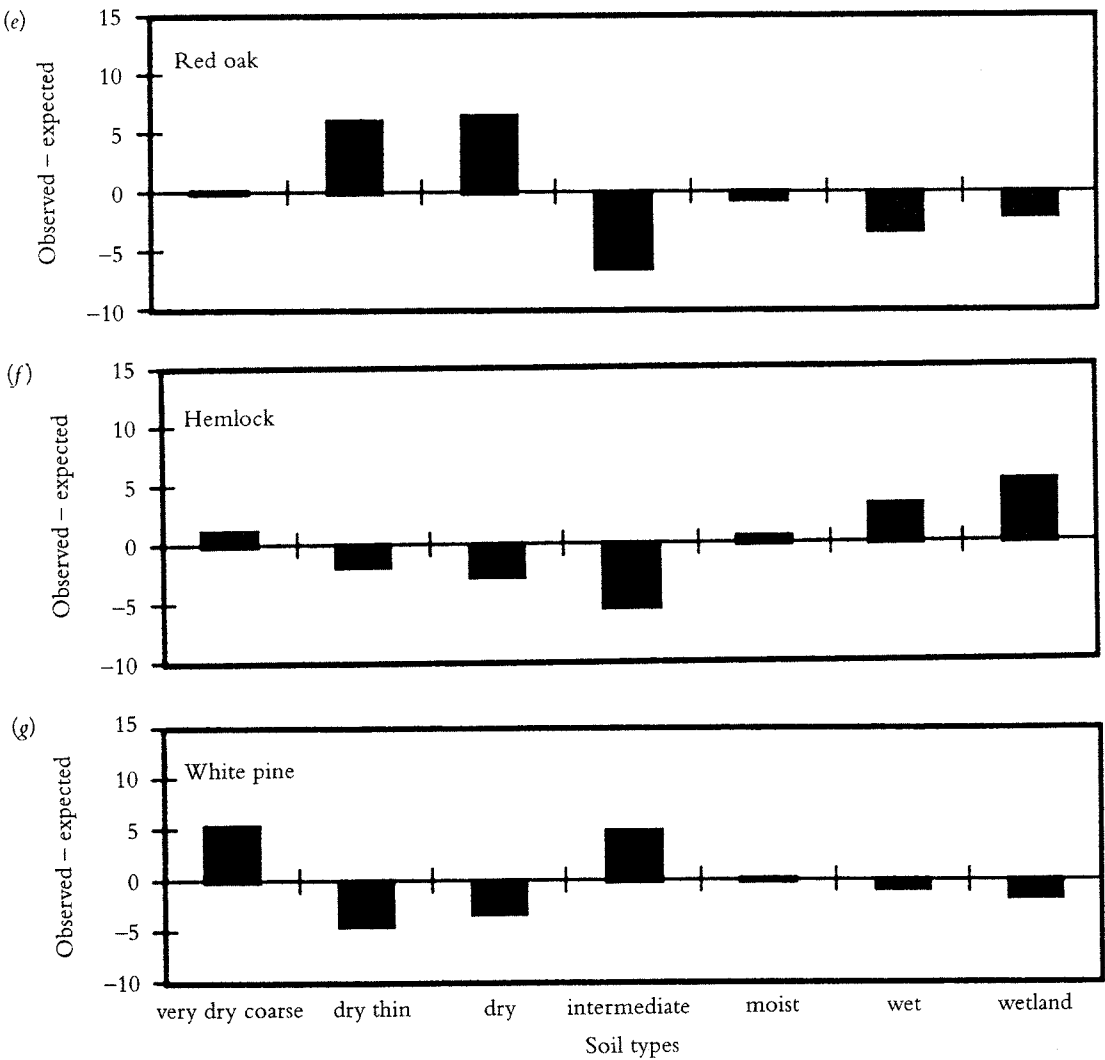 (e)
15
10
5
0
−5
−10
Observed – expected
Red oak
(f)
15
10
5
0
−5
−10
Observed – expected
Hemlock
(g)
15
10
5
0
−5
−10
Observed – expected
White pine
very dry coarse dry thin dry intermediate moist wet wetland
Soil types